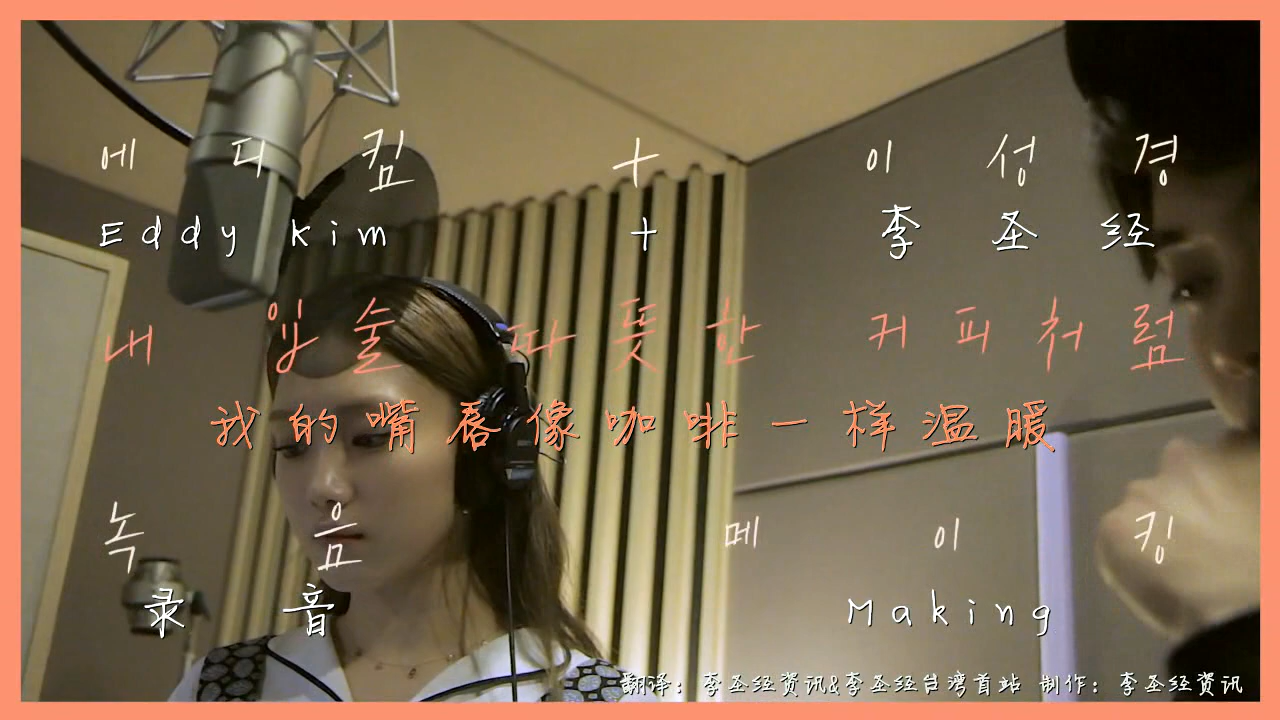 에디킴 + 이성경
Eddy kim + 李圣经
내 입술 따뜻한 커피처럼
我的嘴唇像咖啡一样温暖
녹음 메이킹
录音 Making
翻译：李圣经资讯&李圣经台湾首站 制作：李圣经资讯